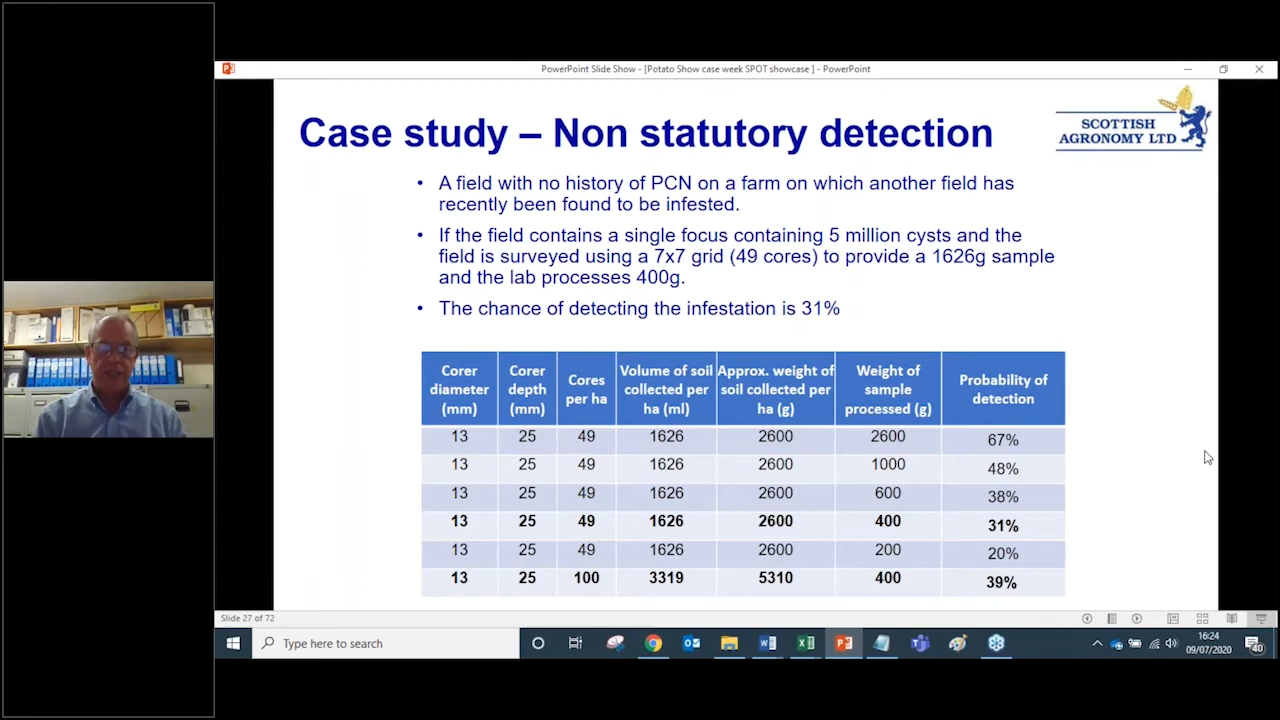 PowerPoint Slide Show - [Potato Show case week SPOT showcase ] - PowerPoint
Case study – Non statutory detection
SCOTTISH
AGRONOMY LTD
• A field with no history of PCN on a farm on which another field has
recently been found to be infested.
• If the field contains a single focus containing 5 million cysts and the
field is surveyed using a 7x7 grid (49 cores) to provide a 1626g sample
and the lab processes 400g.
• The chance of detecting the infestation is 31%
Corer diameter (mm) Corer depth (mm) Cores per ha Volume of soil collected per ha (ml) Approx. weight of soil collected per ha (g) Weight of sample processed (g) Probability of detection
13 25 49 1626 2600 2600 67%
13 25 49 1626 2600 1000 48%
13 25 49 1626 2600 600 38%
13 25 49 1626 2600 400 31%
13 25 49 1626 2600 200 20%
13 25 100 3319 5310 400 39%
Slide 27 of 72
Type here to search
16:24
09/07/2020
40